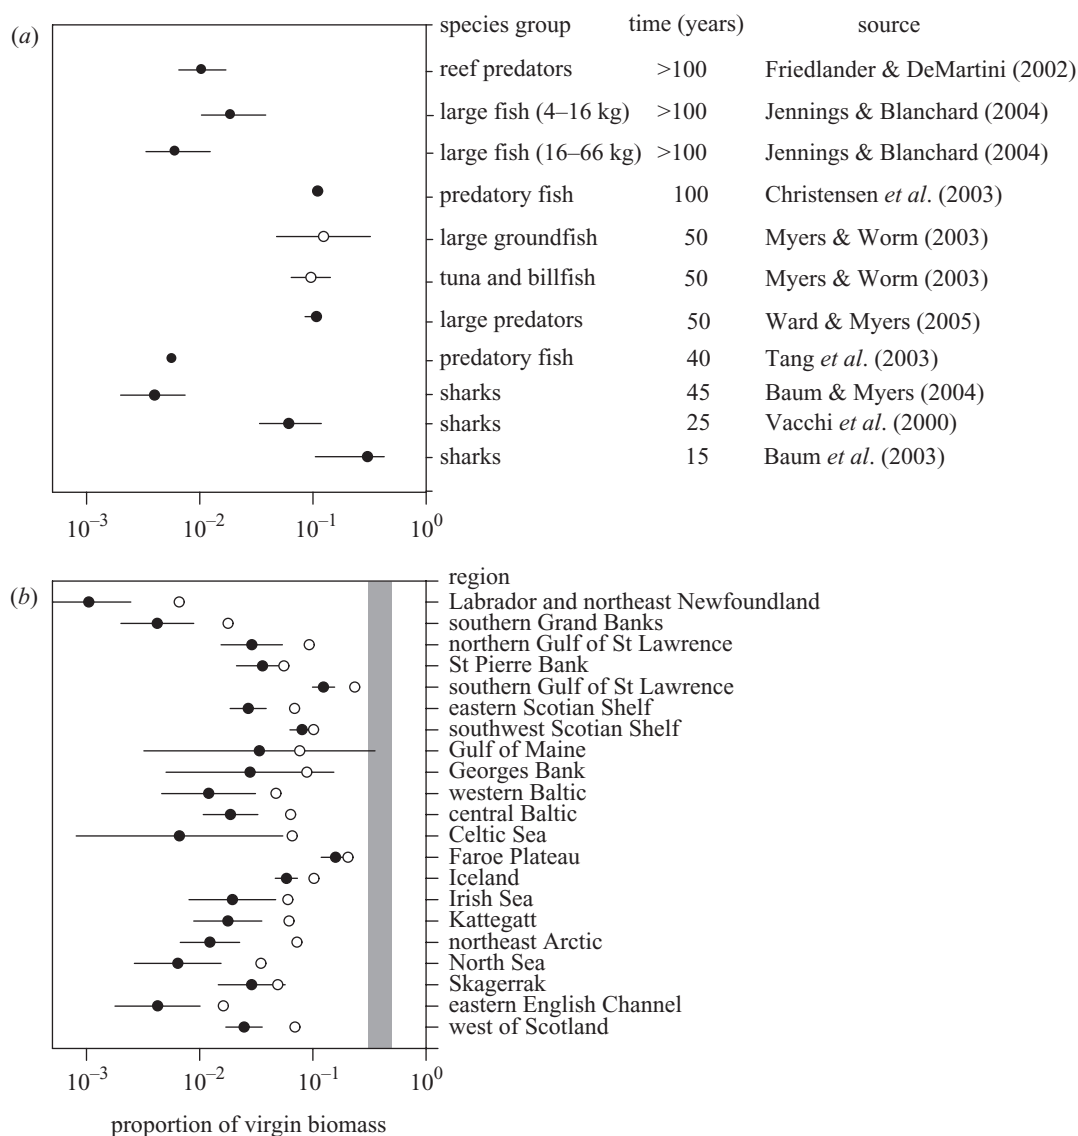 (a)
species group time (years) source
reef predators >100 Friedlander & DeMartini (2002)
large fish (4–16 kg) >100 Jennings & Blanchard (2004)
large fish (16–66 kg) >100 Jennings & Blanchard (2004)
predatory fish 100 Christensen et al. (2003)
large groundfish 50 Myers & Worm (2003)
tuna and billfish 50 Myers & Worm (2003)
large predators 50 Ward & Myers (2005)
predatory fish 40 Tang et al. (2003)
sharks 45 Baum & Myers (2004)
sharks 25 Vacchi et al. (2000)
sharks 15 Baum et al. (2003)
10⁻³ 10⁻² 10⁻¹ 10⁰
(b)
region
Labrador and northeast Newfoundland
southern Grand Banks
northern Gulf of St Lawrence
St Pierre Bank
southern Gulf of St Lawrence
eastern Scotian Shelf
southwest Scotian Shelf
Gulf of Maine
Georges Bank
western Baltic
central Baltic
Celtic Sea
Faroe Plateau
Iceland
Irish Sea
Kattegatt
northeast Arctic
North Sea
Skagerrak
eastern English Channel
west of Scotland
10⁻³ 10⁻² 10⁻¹ 10⁰
proportion of virgin biomass